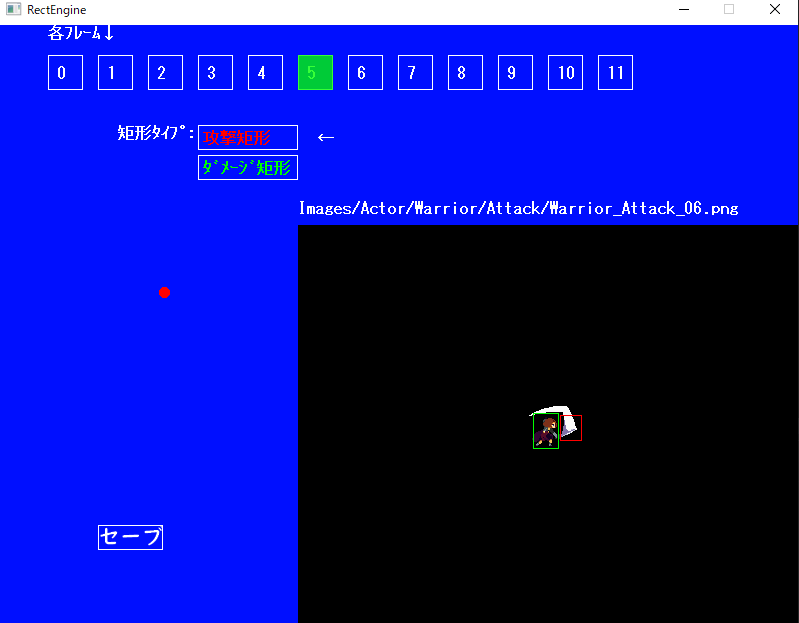 RectEngine
各ﾌﾚｰﾑ↓
0 1 2 3 4 5 6 7 8 9 10 11
矩形ﾀｲﾌﾟ: 攻撃矩形 ←
ﾀﾞﾒｰｼﾞ矩形
Images/Actor/Warrior/Attack/Warrior_Attack_06.png
セーブ